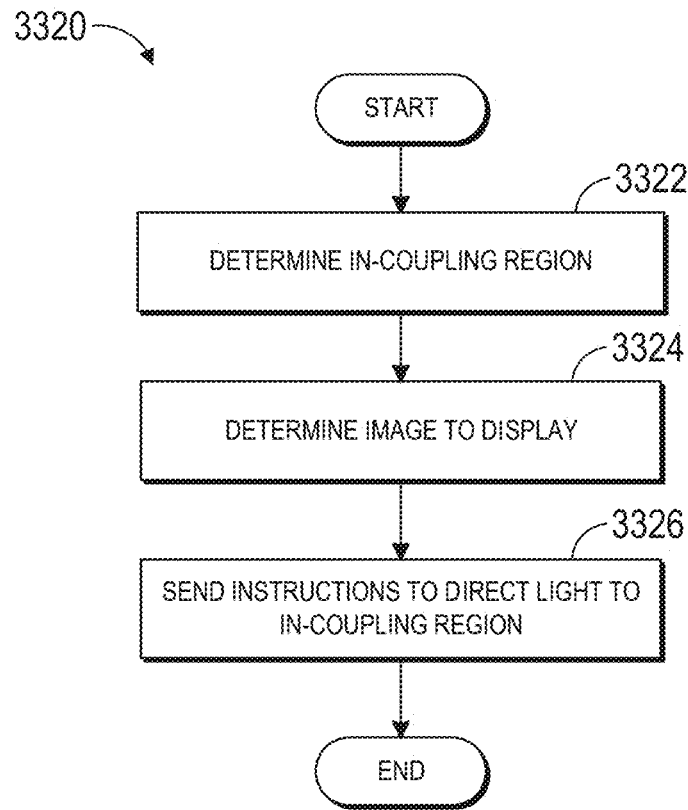 3320
START
3322
DETERMINE IN-COUPLING REGION
3324
DETERMINE IMAGE TO DISPLAY
3326
SEND INSTRUCTIONS TO DIRECT LIGHT TO
IN-COUPLING REGION
END